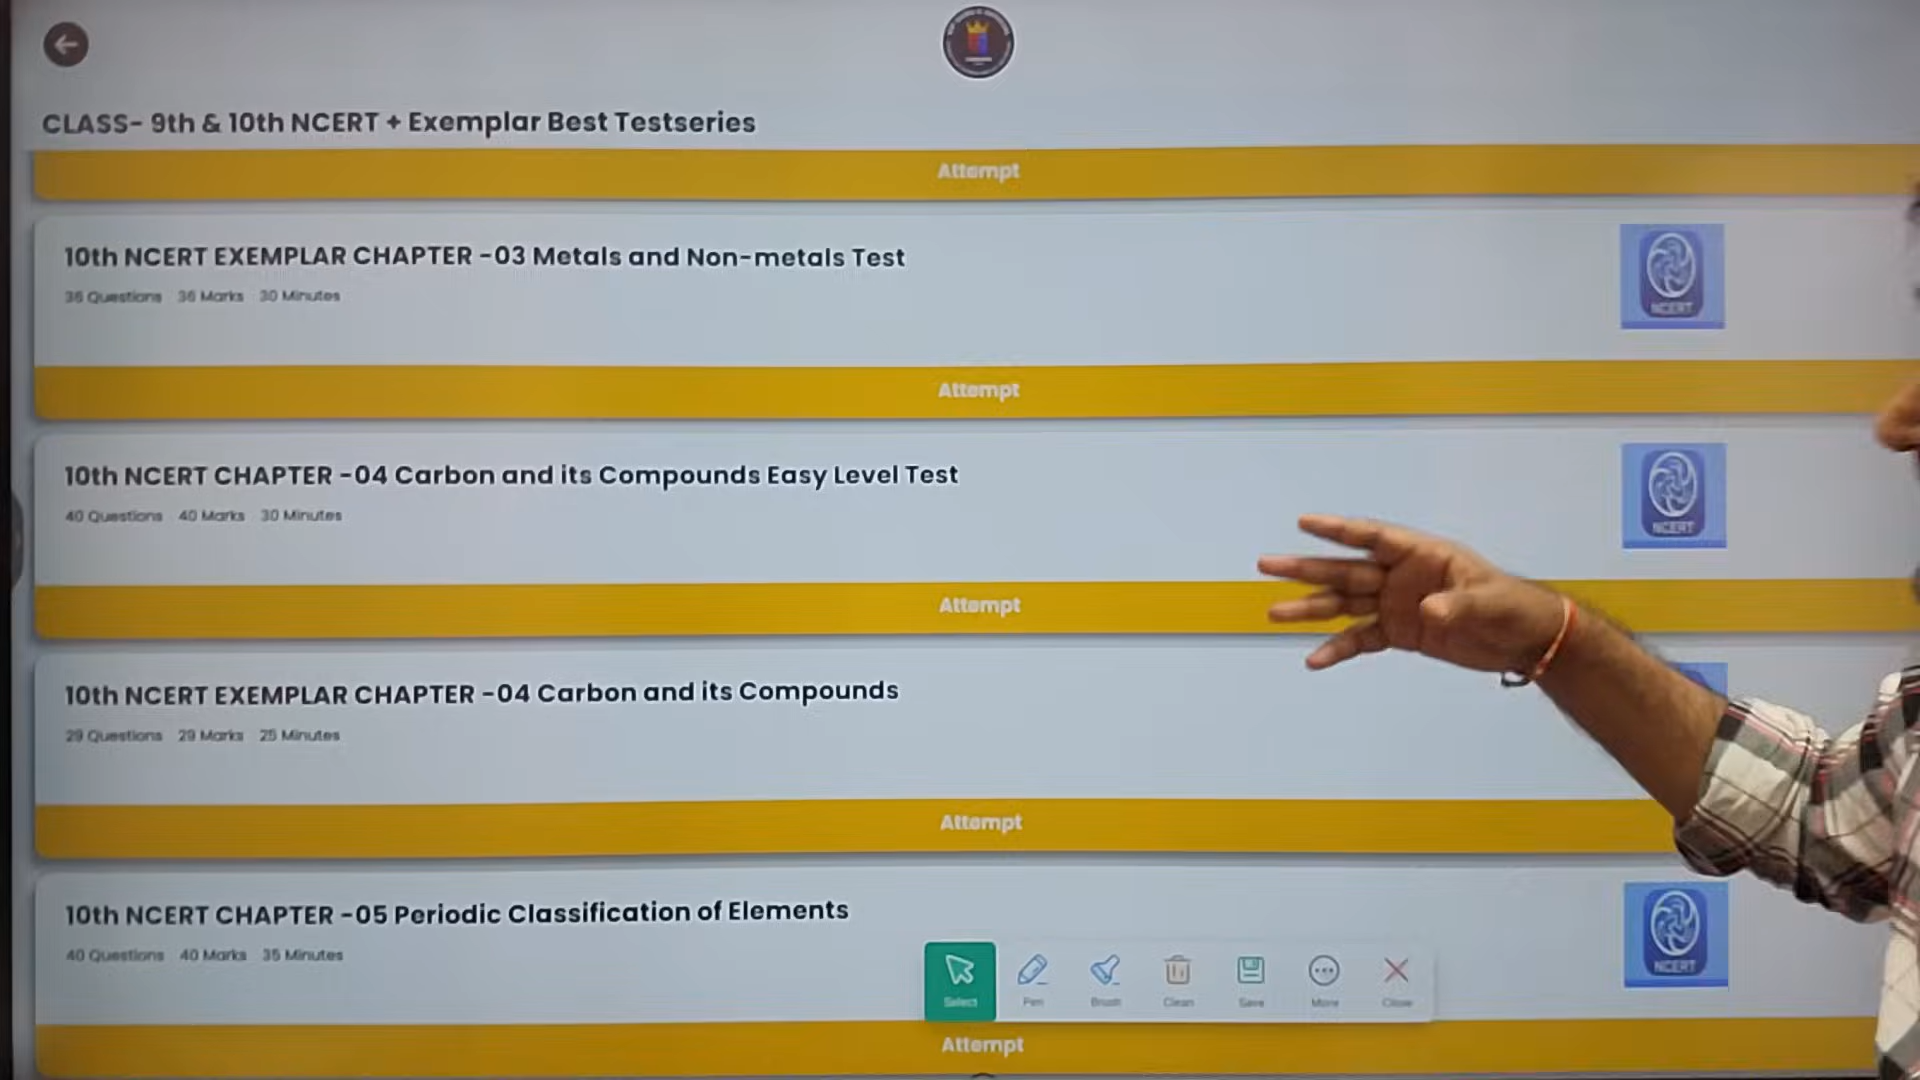 CLASS- 9th & 10th NCERT + Exemplar Best Testseries
Attempt
10th NCERT EXEMPLAR CHAPTER -03 Metals and Non-metals Test
36 Questions 36 Marks 30 Minutes
NCERT
Attempt
10th NCERT CHAPTER -04 Carbon and its Compounds Easy Level Test
40 Questions 40 Marks 30 Minutes
NCERT
Attempt
10th NCERT EXEMPLAR CHAPTER -04 Carbon and its Compounds
29 Questions 29 Marks 25 Minutes
Attempt
10th NCERT CHAPTER -05 Periodic Classification of Elements
40 Questions 40 Marks 35 Minutes
NCERT
Select Pen Brush Clean Save More Close
Attempt